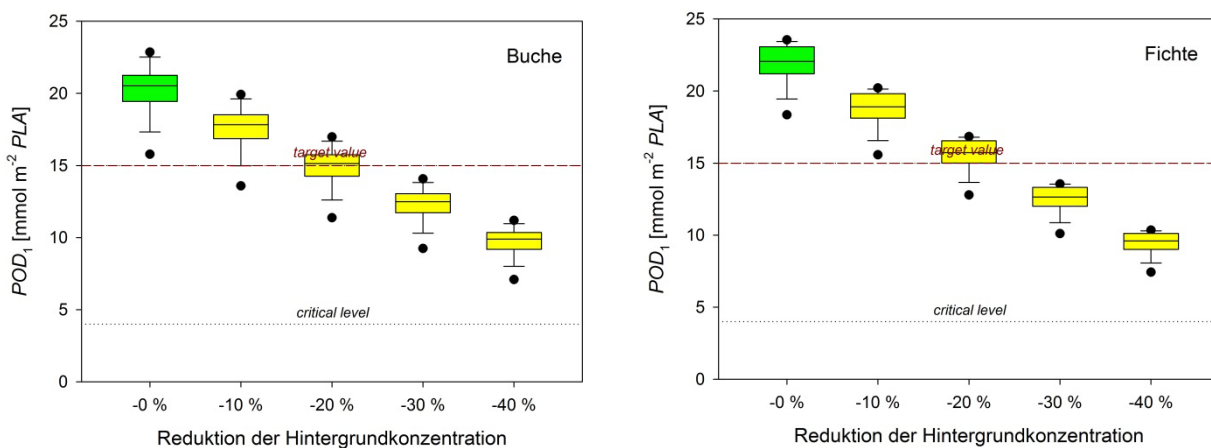 Buche
25
20
15
10
5
0
POD₁ [mmol m⁻² PLA]
target value
critical level
-0 %
-10 %
-20 %
-30 %
-40 %
Reduktion der Hintergrundkonzentration
Fichte
25
20
15
10
5
0
POD₁ [mmol m⁻² PLA]
target value
critical level
-0 %
-10 %
-20 %
-30 %
-40 %
Reduktion der Hintergrundkonzentration